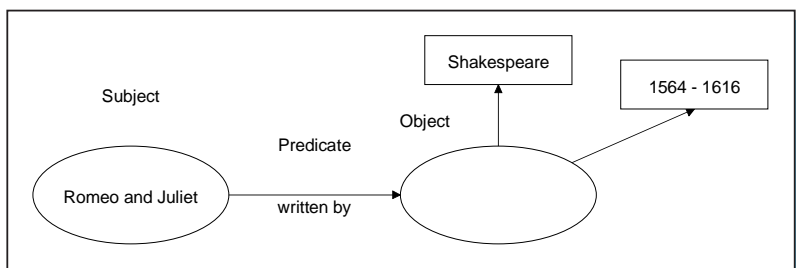 Shakespeare
1564 - 1616
Subject
Object
Predicate
Romeo and Juliet
written by